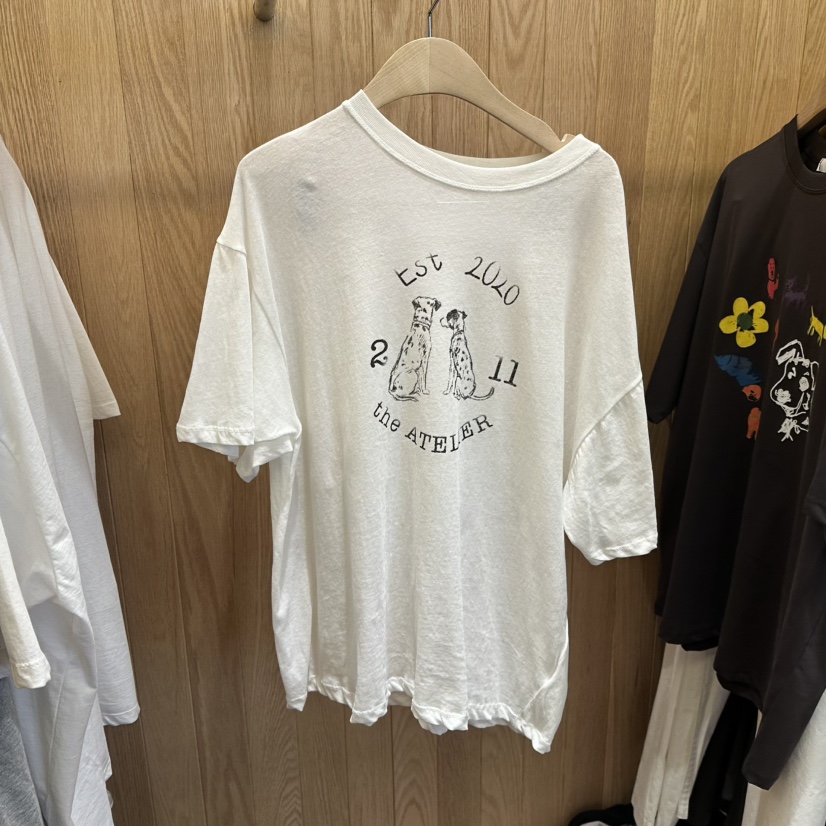 Est 2020
2 11
the ATELIER